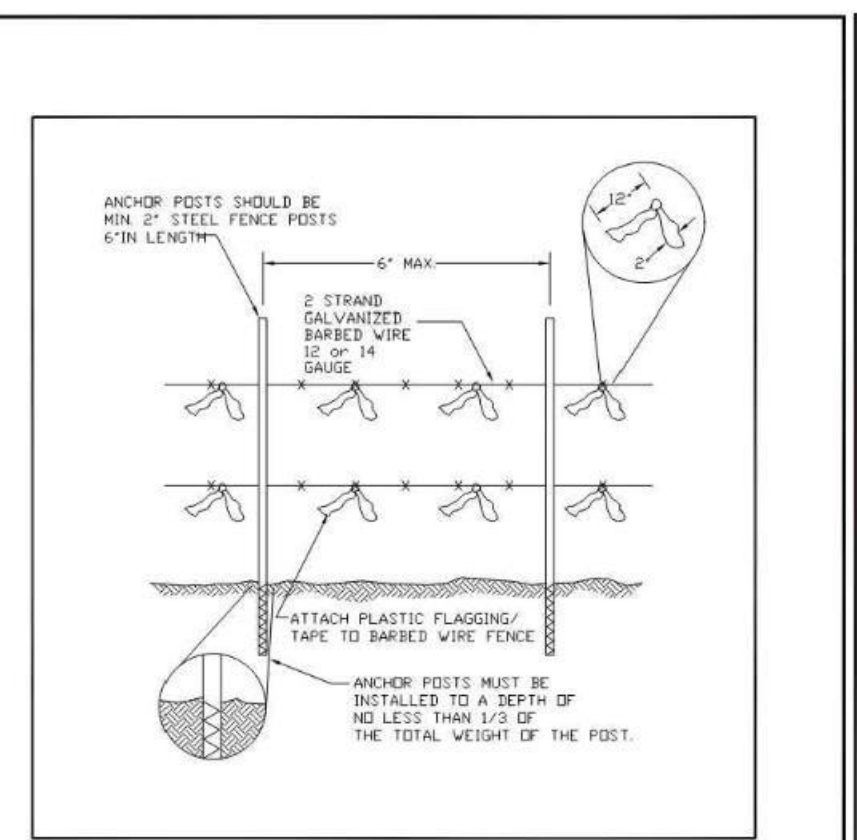 ANCHOR POSTS SHOULD BE
MIN. 2" STEEL FENCE POSTS
6"IN LENGTH
6" MAX.
12"
2"
2 STRAND
GALVANIZED
BARBED WIRE
12 or 14
GAUGE
ATTACH PLASTIC FLAGGING/
TAPE TO BARBED WIRE FENCE
ANCHOR POSTS MUST BE
INSTALLED TO A DEPTH OF
NO LESS THAN 1/3 OF
THE TOTAL WEIGHT OF THE POST.